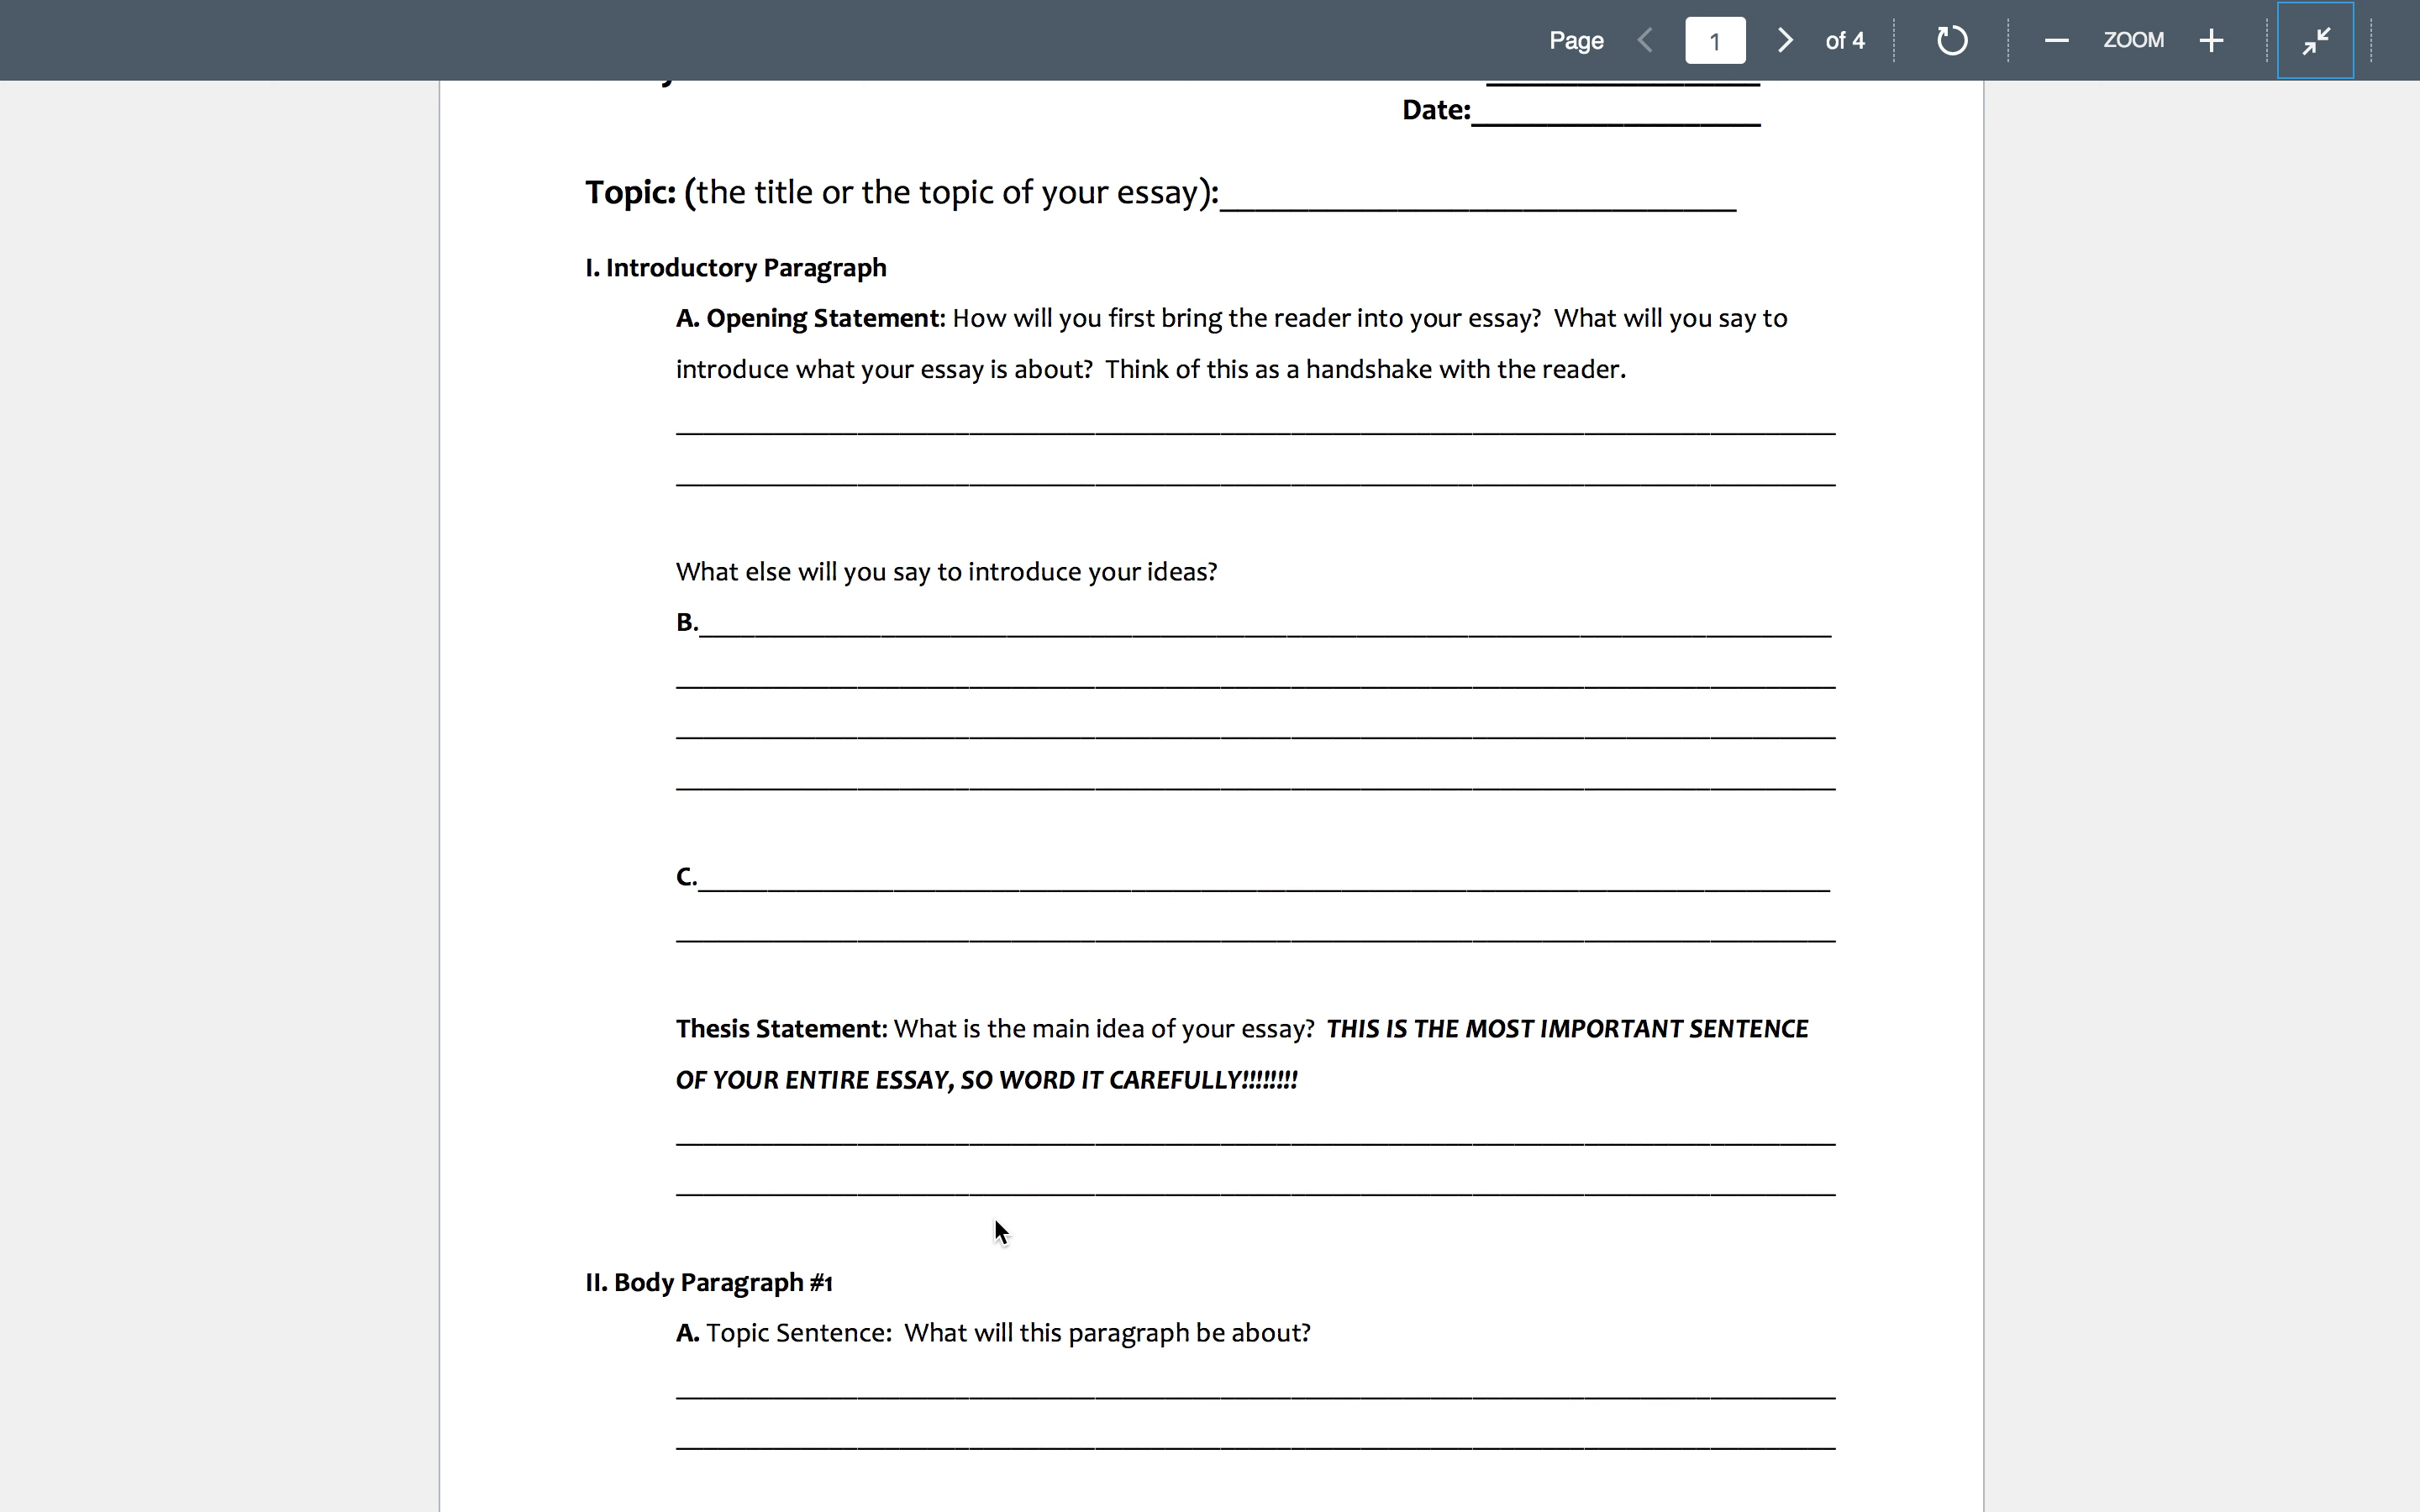 Page 1 of 4 ZOOM
Date:
Topic: (the title or the topic of your essay):
I. Introductory Paragraph
A. Opening Statement: How will you first bring the reader into your essay?  What will you say to
introduce what your essay is about?  Think of this as a handshake with the reader.
What else will you say to introduce your ideas?
B.
C.
Thesis Statement: What is the main idea of your essay?  THIS IS THE MOST IMPORTANT SENTENCE
OF YOUR ENTIRE ESSAY, SO WORD IT CAREFULLY!!!!!!!!
II. Body Paragraph #1
A. Topic Sentence:  What will this paragraph be about?